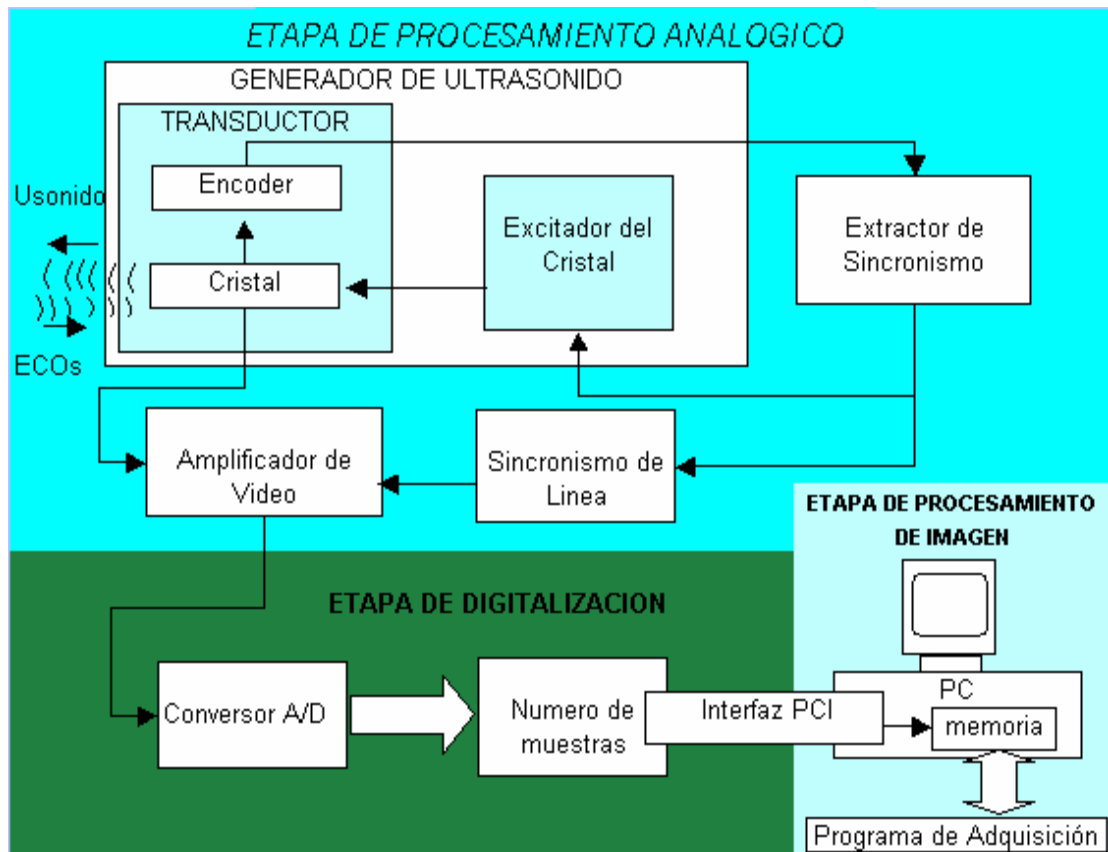 ETAPA DE PROCESAMIENTO ANALOGICO
GENERADOR DE ULTRASONIDO
TRANSDUCTOR
Encoder
Usonido
Excitador del
Cristal
Extractor de
Sincronismo
Cristal
ECOs
Amplificador de
Video
Sincronismo de
Linea
ETAPA DE PROCESAMIENTO
DE IMAGEN
ETAPA DE DIGITALIZACION
Conversor A/D
Numero de
muestras
Interfaz PCI
PC
memoria
Programa de Adquisición